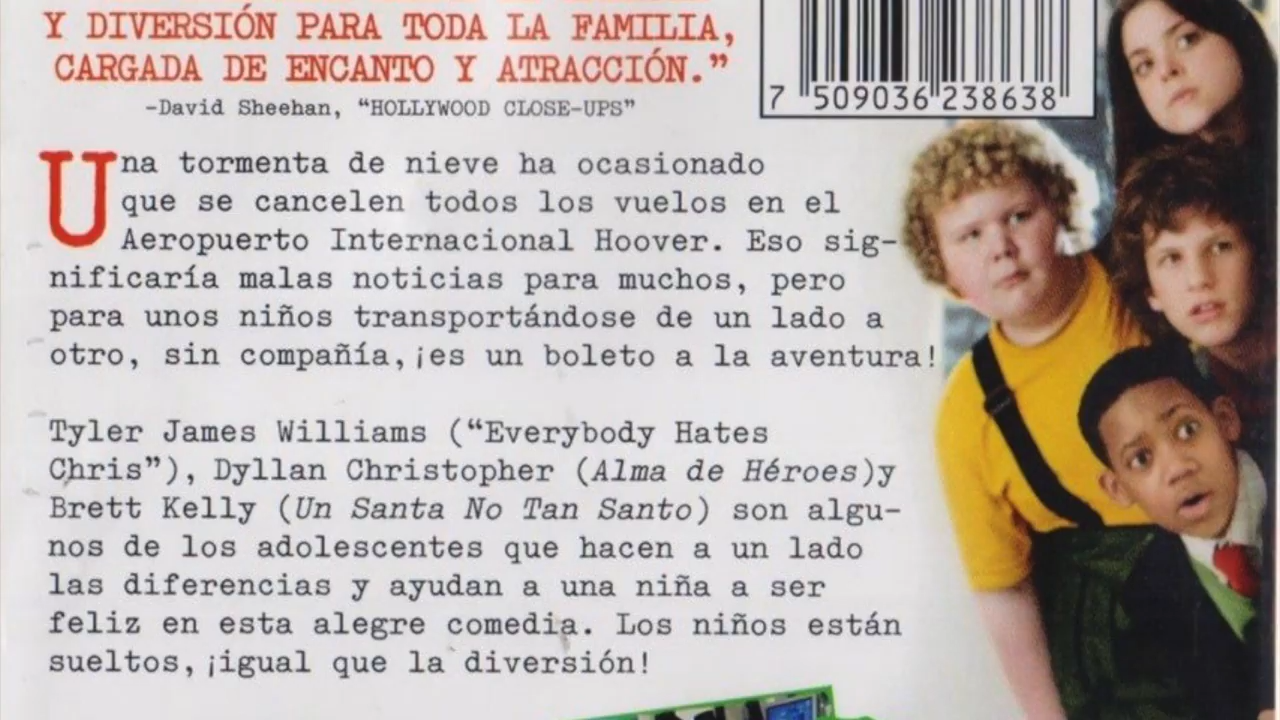 Y DIVERSIÓN PARA TODA LA FAMILIA,
CARGADA DE ENCANTO Y ATRACCIÓN.”
-David Sheehan, “HOLLYWOOD CLOSE-UPS”
7 509036 238638
Una tormenta de nieve ha ocasionado
que se cancelen todos los vuelos en el
Aeropuerto Internacional Hoover. Eso sig-
nificaría malas noticias para muchos, pero
para unos niños transportándose de un lado a
otro, sin compañía,¡es un boleto a la aventura!
Tyler James Williams (“Everybody Hates
Chris”), Dyllan Christopher (Alma de Héroes)y
Brett Kelly (Un Santa No Tan Santo) son algu-
nos de los adolescentes que hacen a un lado
las diferencias y ayudan a una niña a ser
feliz en esta alegre comedia. Los niños están
sueltos,¡igual que la diversión!